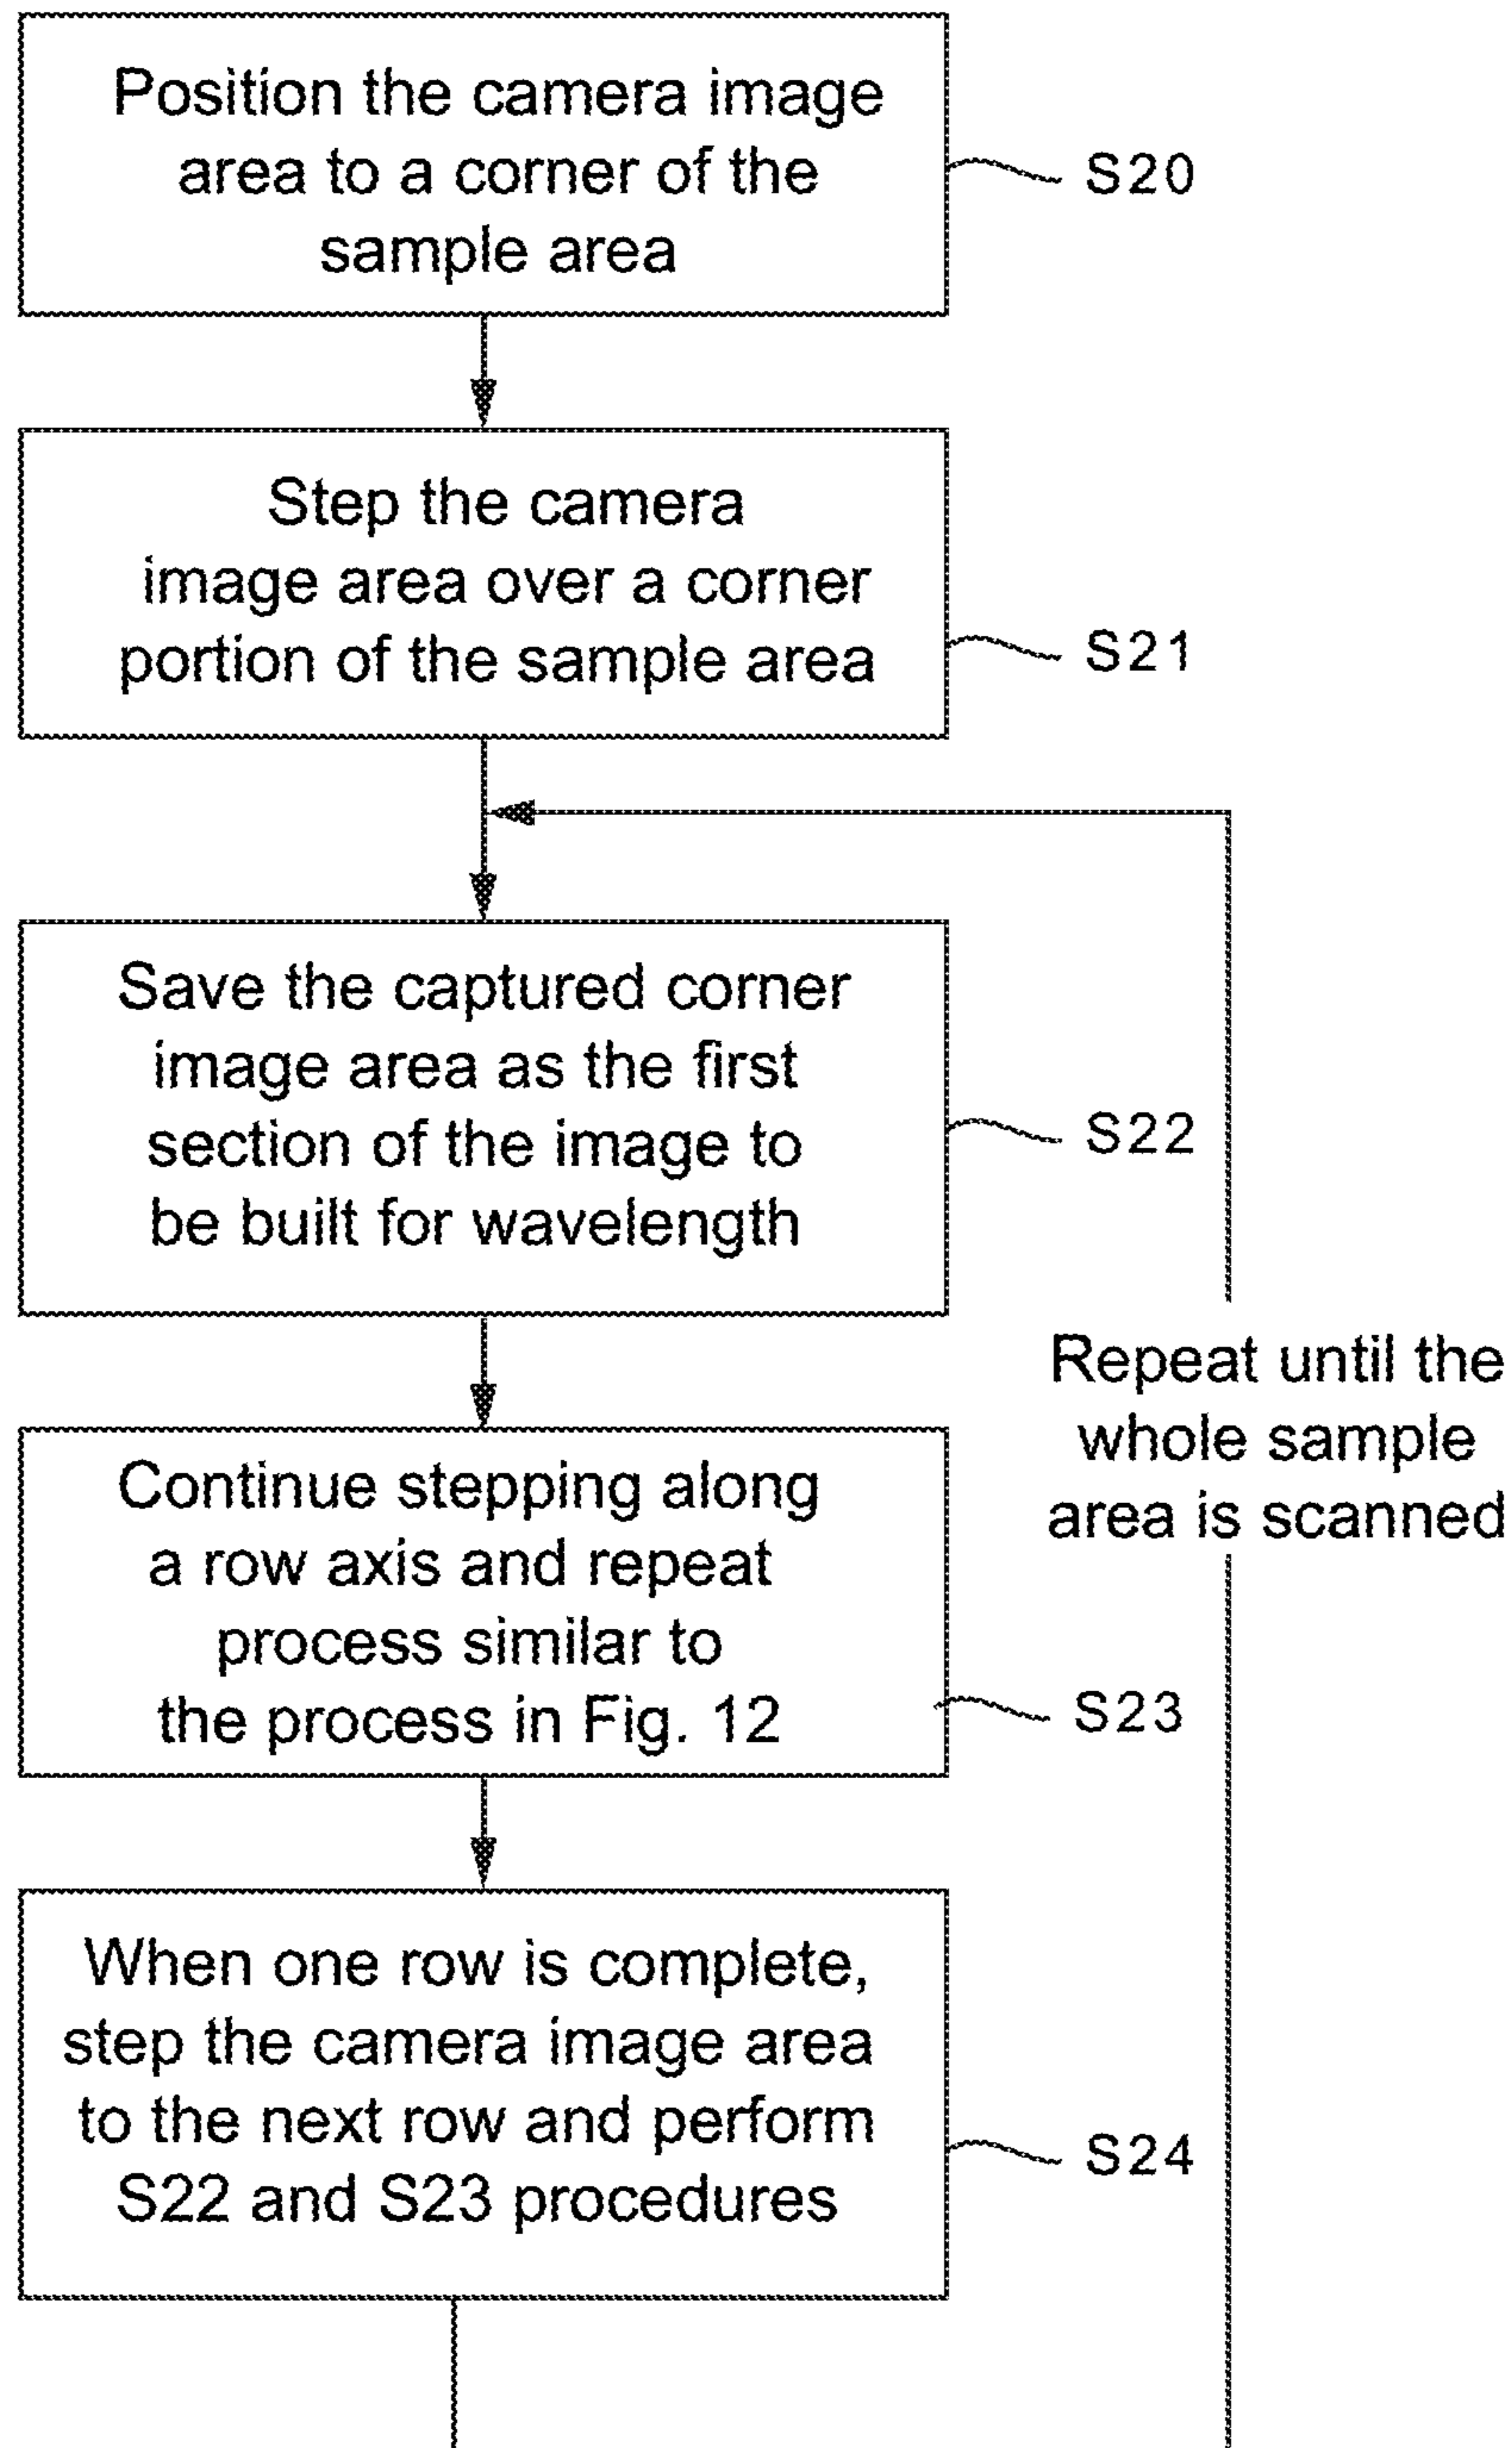 Position the camera image
area to a corner of the
sample area
S20
Step the camera
image area over a corner
portion of the sample area
S21
Save the captured corner
image area as the first
section of the image to
be built for wavelength
S22
Repeat until the
whole sample
area is scanned
Continue stepping along
a row axis and repeat
process similar to
the process in Fig. 12
S23
When one row is complete,
step the camera image area
to the next row and perform
S22 and S23 procedures
S24